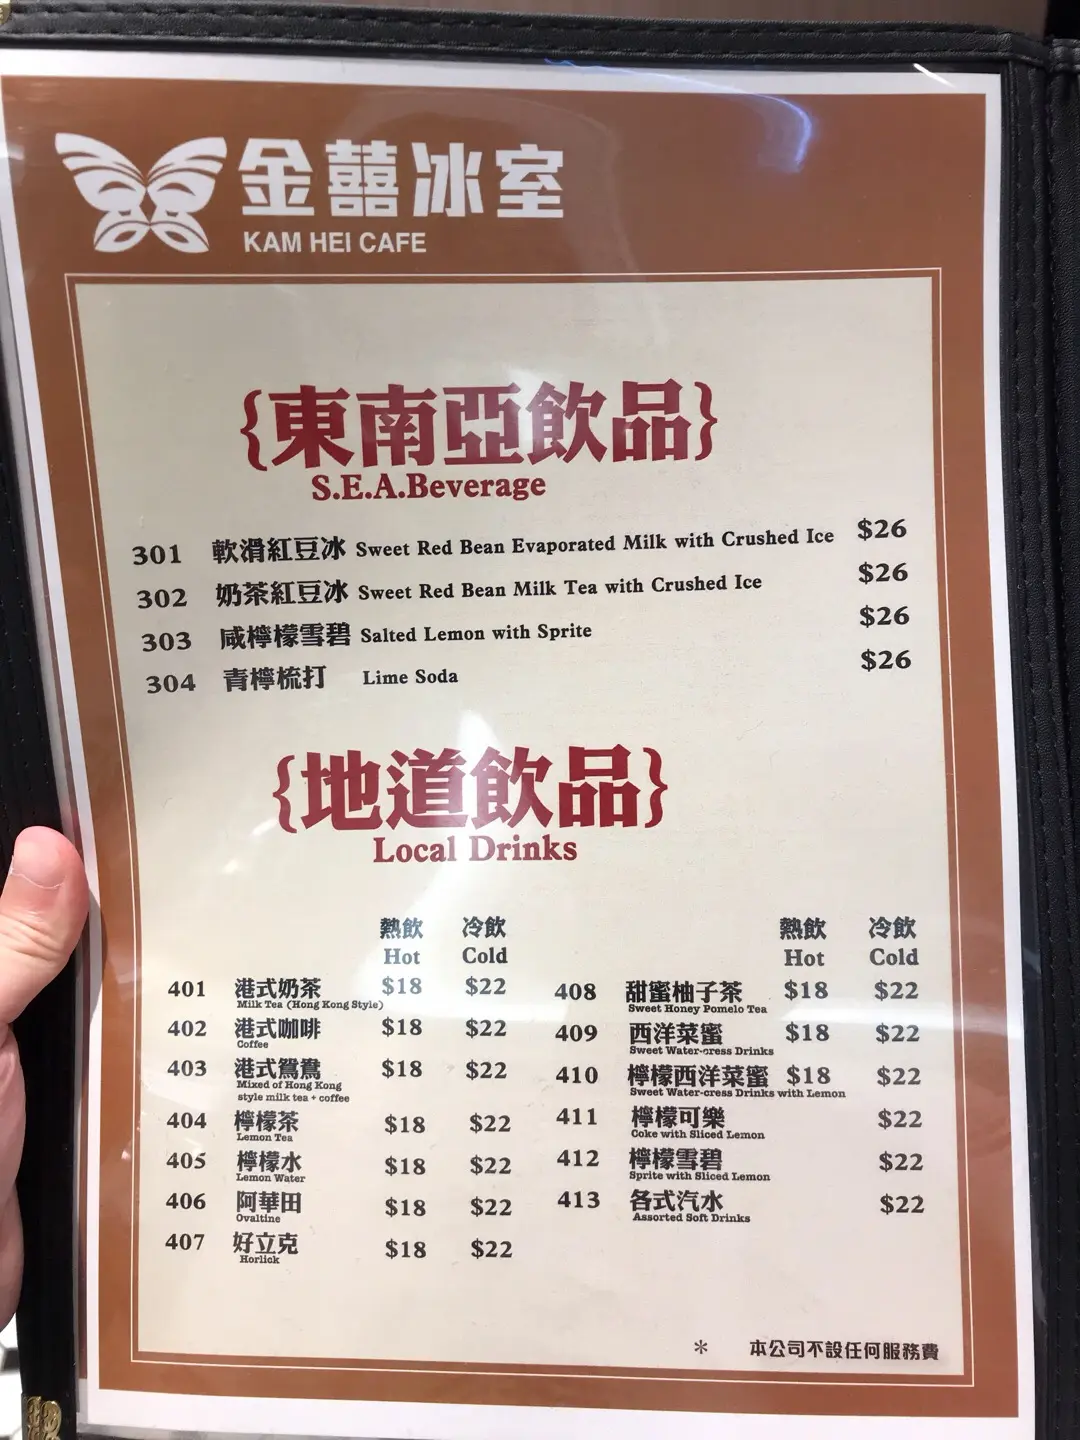 金囍冰室
KAM HEI CAFE
{東南亞飲品}
S.E.A.Beverage
301 軟滑紅豆冰 Sweet Red Bean Evaporated Milk with Crushed Ice $26
302 奶茶紅豆冰 Sweet Red Bean Milk Tea with Crushed Ice $26
303 咸檸檬雪碧 Salted Lemon with Sprite $26
304 青檸梳打 Lime Soda $26
{地道飲品}
Local Drinks
熱飲 冷飲
Hot Cold
401 港式奶茶 $18 $22
Milk Tea (Hong Kong Style)
402 港式咖啡 $18 $22
Coffee
403 港式鴛鴦 $18 $22
Mixed of Hong Kong
style milk tea + coffee
404 檸檬茶 $18 $22
Lemon Tea
405 檸檬水 $18 $22
Lemon Water
406 阿華田 $18 $22
Ovaltine
407 好立克 $18 $22
Horlick
熱飲 冷飲
Hot Cold
408 甜蜜柚子茶 $18 $22
Sweet Honey Pomelo Tea
409 西洋菜蜜 $18 $22
Sweet Water-cress Drinks
410 檸檬西洋菜蜜 $18 $22
Sweet Water-cress Drinks with Lemon
411 檸檬可樂 $22
Coke with Sliced Lemon
412 檸檬雪碧 $22
Sprite with Sliced Lemon
413 各式汽水 $22
Assorted Soft Drinks
* 本公司不設任何服務費